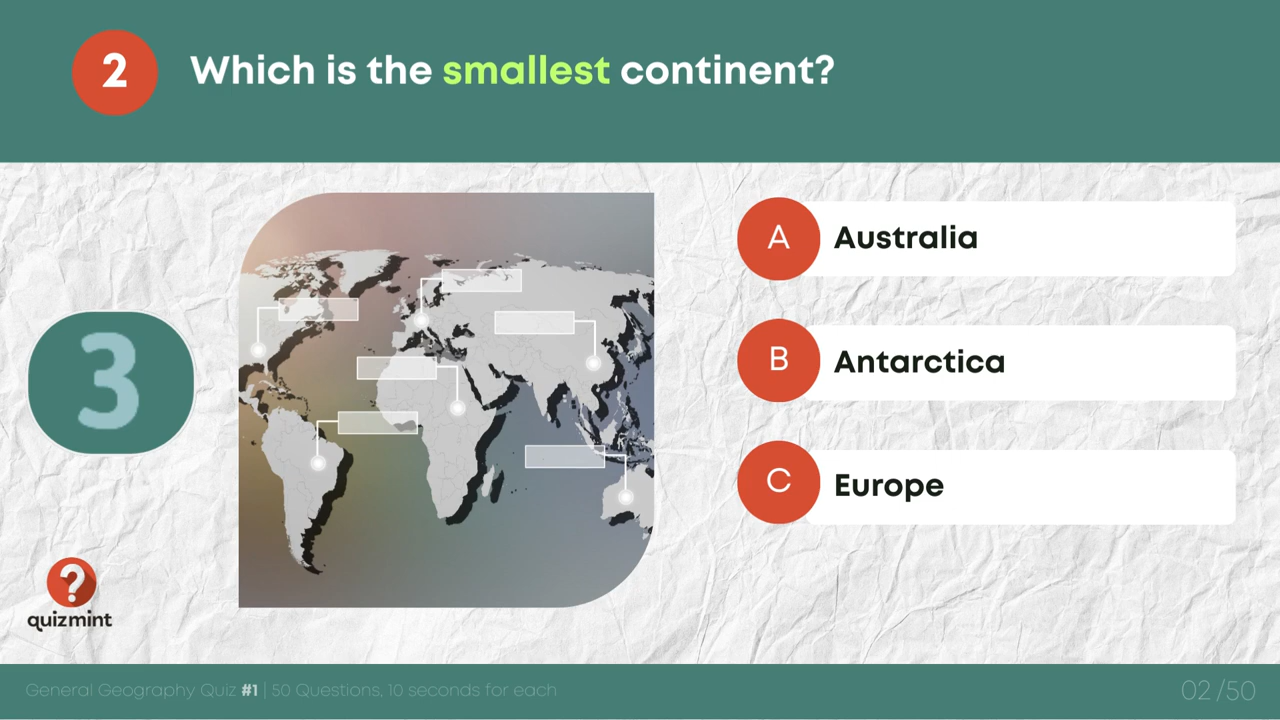 2
Which is the smallest continent?
A
Australia
B
Antarctica
C
Europe
3
?
quizmint
General Geography Quiz #1 | 50 Questions, 10 seconds for each
02 /50